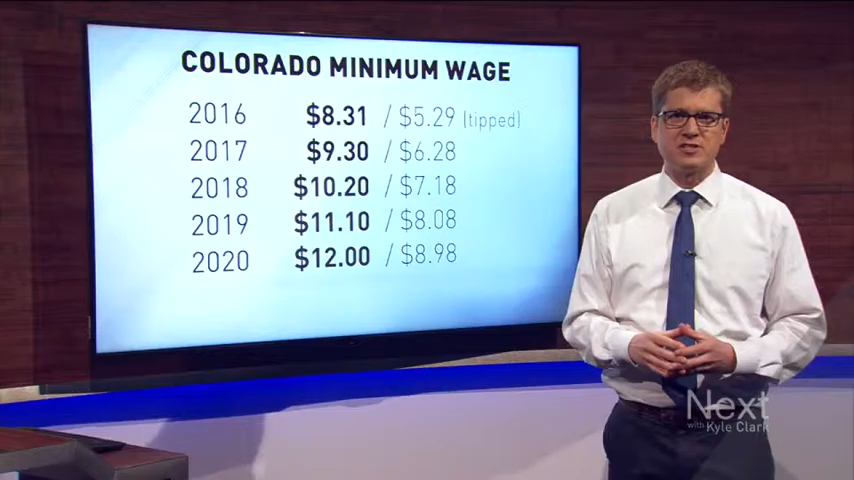 COLORADO MINIMUM WAGE
2016 $8.31 / $5.29 (tipped)
2017 $9.30 / $6.28
2018 $10.20 / $7.18
2019 $11.10 / $8.08
2020 $12.00 / $8.98
Next
with Kyle Clark